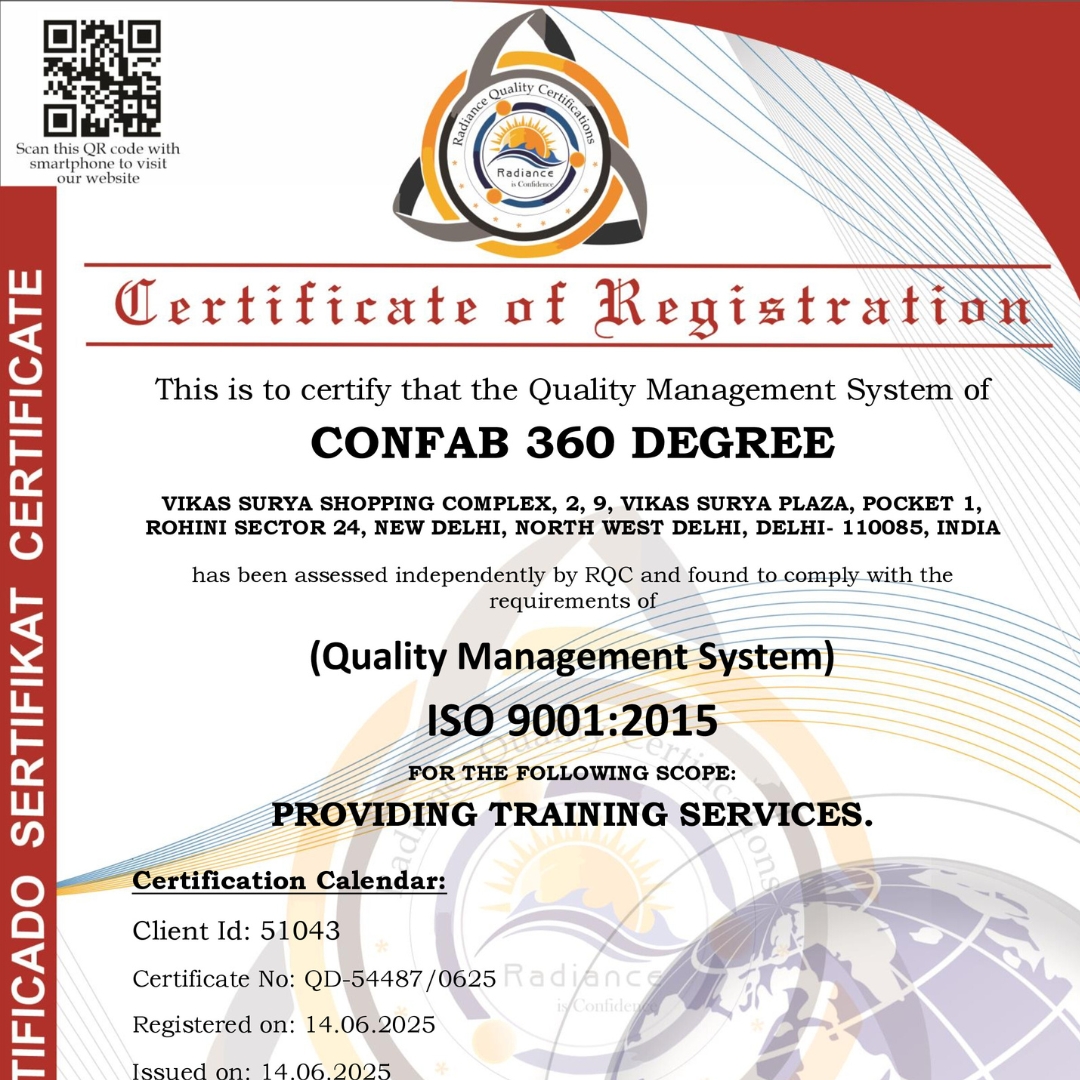 Scan this QR code with
smartphone to visit
our website
Radiance Quality Certifications
Radiance
is Confidence
Certificate of Registration
This is to certify that the Quality Management System of
CONFAB 360 DEGREE
VIKAS SURYA SHOPPING COMPLEX, 2, 9, VIKAS SURYA PLAZA, POCKET 1,
ROHINI SECTOR 24, NEW DELHI, NORTH WEST DELHI, DELHI- 110085, INDIA
has been assessed independently by RQC and found to comply with the
requirements of
(Quality Management System)
ISO 9001:2015
FOR THE FOLLOWING SCOPE:
PROVIDING TRAINING SERVICES.
Certification Calendar:
Client Id: 51043
Certificate No: QD-54487/0625
Registered on: 14.06.2025
Issued on: 14.06.2025
Radiance Quality Certifications
Radiance
is Confidence
TIFICADO SERTIFIKAT CERTIFICATE